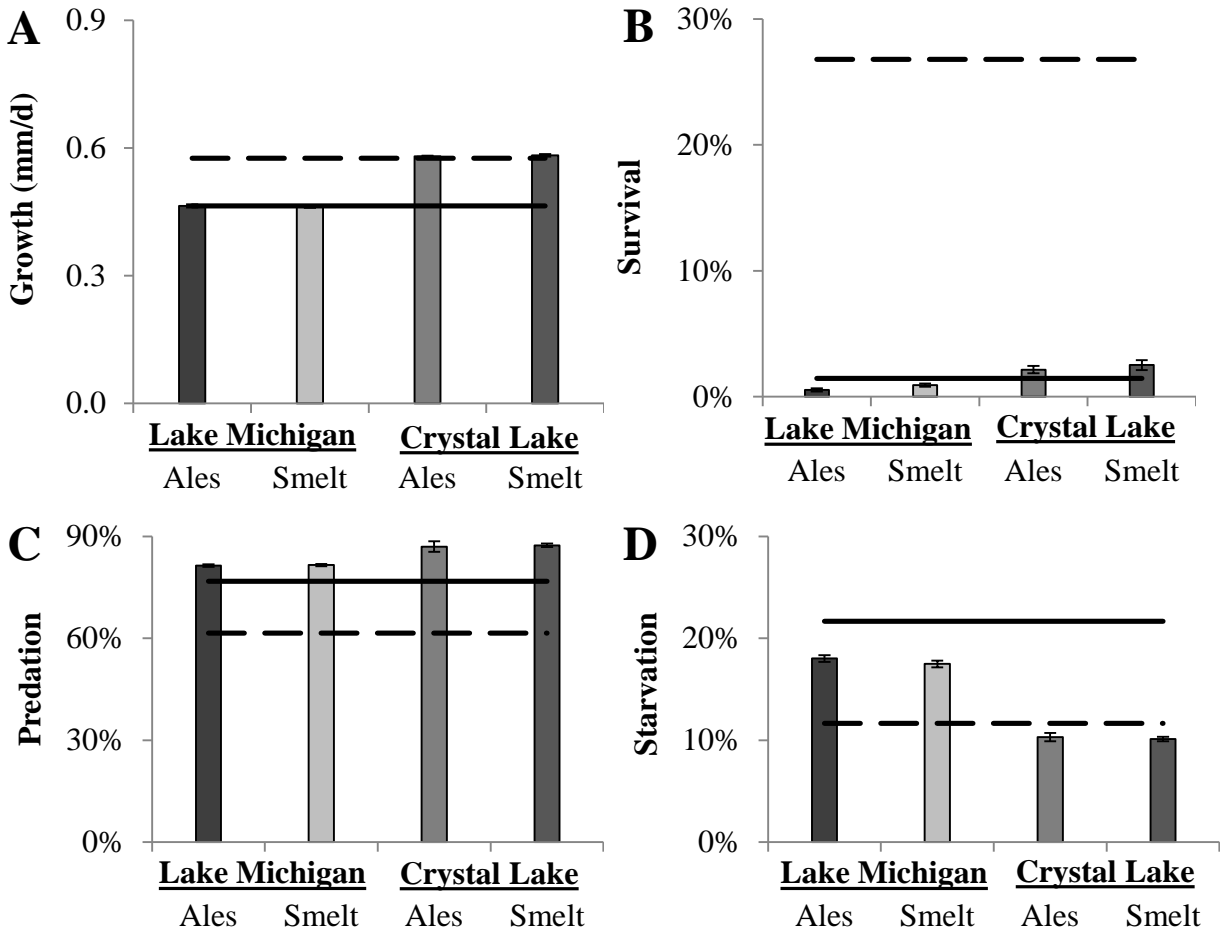 A
Growth (mm/d)
0.9
0.6
0.3
0.0
Lake Michigan Crystal Lake
Ales Smelt Ales Smelt
B
Survival
30%
20%
10%
0%
Lake Michigan Crystal Lake
Ales Smelt Ales Smelt
C
Predation
90%
60%
30%
0%
Lake Michigan Crystal Lake
Ales Smelt Ales Smelt
D
Starvation
30%
20%
10%
0%
Lake Michigan Crystal Lake
Ales Smelt Ales Smelt